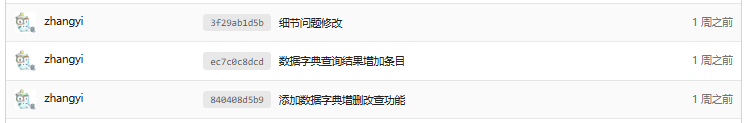 zhangyi 3f29ab1d5b 细节问题修改 1 周之前
zhangyi ec7c0c8dcd 数据字典查询结果增加条目 1 周之前
zhangyi 840408d5b9 添加数据字典增删改查功能 1 周之前